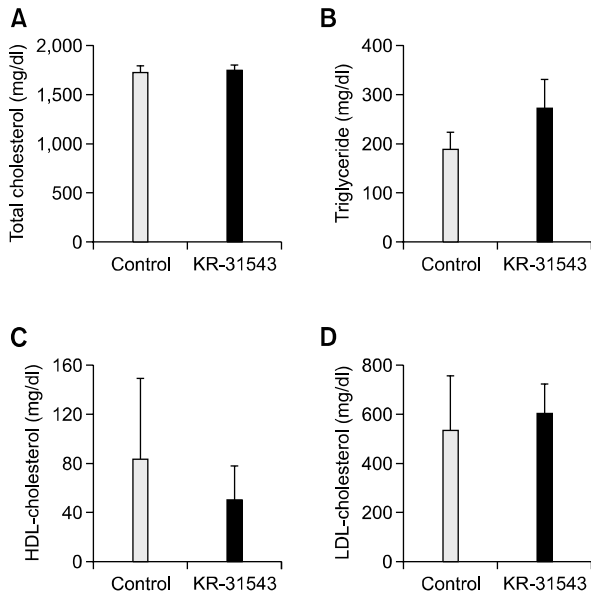 A
Total cholesterol (mg/dl)
2,000
1,500
1,000
500
0
Control KR-31543
B
Triglyceride (mg/dl)
400
300
200
100
0
Control KR-31543
C
HDL-cholesterol (mg/dl)
160
120
80
40
0
Control KR-31543
D
LDL-cholesterol (mg/dl)
800
600
400
200
0
Control KR-31543